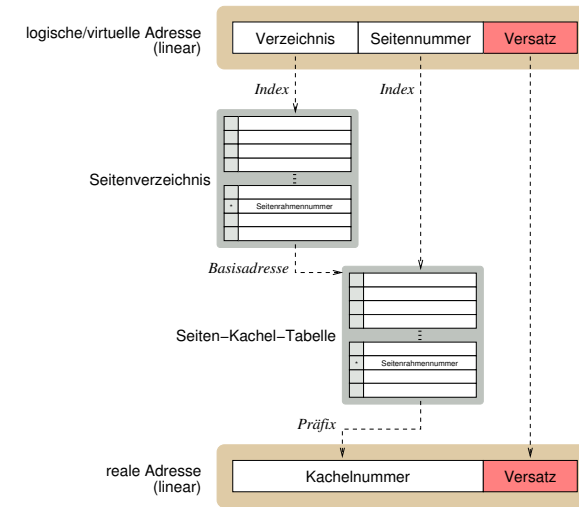 logische/virtuelle Adresse
(linear)
Verzeichnis Seitennummer Versatz
Index Index
Seitenverzeichnis
* Seitenrahmennummer
Basisadresse
Seiten−Kachel−Tabelle
* Seitenrahmennummer
Präfix
reale Adresse
(linear)
Kachelnummer Versatz